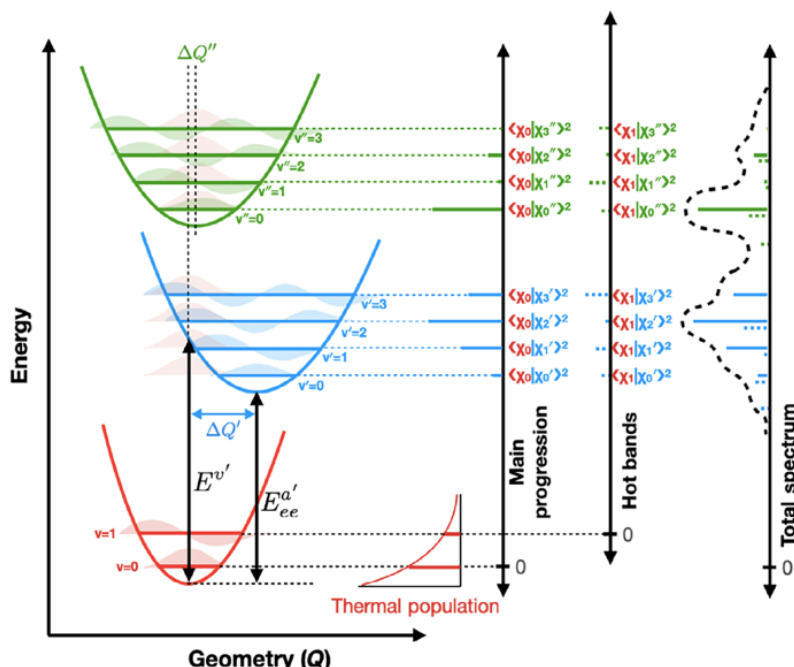 ΔQ''
v''=3
v''=2
v''=1
v''=0
⟨χ0|χ3''⟩²
⟨χ0|χ2''⟩²
⟨χ0|χ1''⟩²
⟨χ0|χ0''⟩²
⟨χ1|χ3''⟩²
⟨χ1|χ2''⟩²
⟨χ1|χ1''⟩²
⟨χ1|χ0''⟩²
v'=3
v'=2
v'=1
v'=0
⟨χ0|χ3'⟩²
⟨χ0|χ2'⟩²
⟨χ0|χ1'⟩²
⟨χ0|χ0'⟩²
⟨χ1|χ3'⟩²
⟨χ1|χ2'⟩²
⟨χ1|χ1'⟩²
⟨χ1|χ0'⟩²
Energy
ΔQ'
E^{v'}
E_{ee}^{a'}
v=1
v=0
Thermal population
Main
progression
0
Hot bands
0
Total spectrum
0
Geometry (Q)